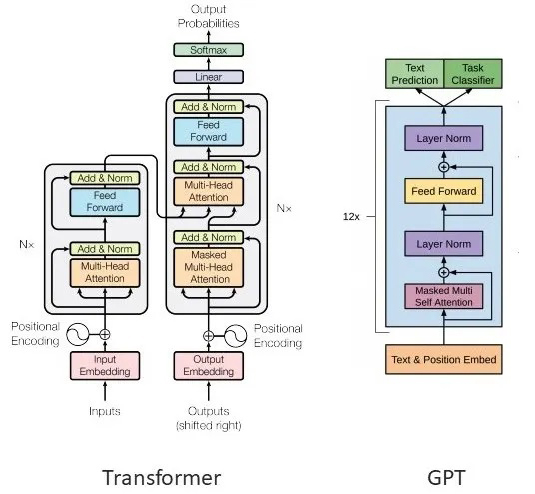 Output
Probabilities
Softmax
Linear
Add & Norm
Feed
Forward
Add & Norm
Multi-Head
Attention
Add & Norm
Masked
Multi-Head
Attention
Nx
Positional
Encoding
Output
Embedding
Outputs
(shifted right)
Add & Norm
Feed
Forward
Add & Norm
Multi-Head
Attention
Nx
Positional
Encoding
Input
Embedding
Inputs
Transformer
Text
Prediction
Task
Classifier
Layer Norm
Feed Forward
12x
Layer Norm
Masked Multi
Self Attention
Text & Position Embed
GPT